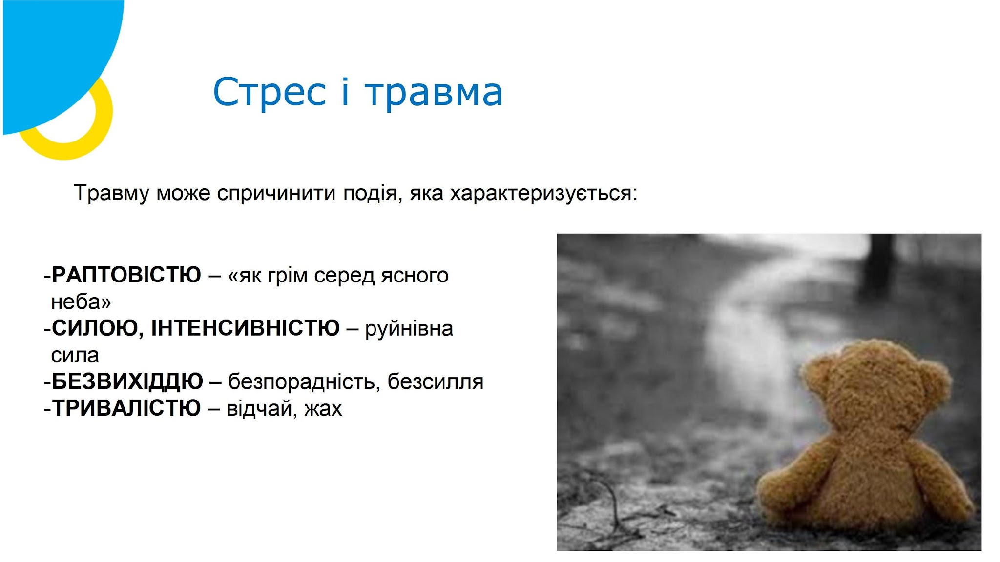 Стрес і травма
Травму може спричинити подія, яка характеризується:
-РАПТОВІСТЮ – «як грім серед ясного
неба»
-СИЛОЮ, ІНТЕНСИВНІСТЮ – руйнівна
сила
-БЕЗВИХІДДЮ – безпорадність, безсилля
-ТРИВАЛІСТЮ – відчай, жах